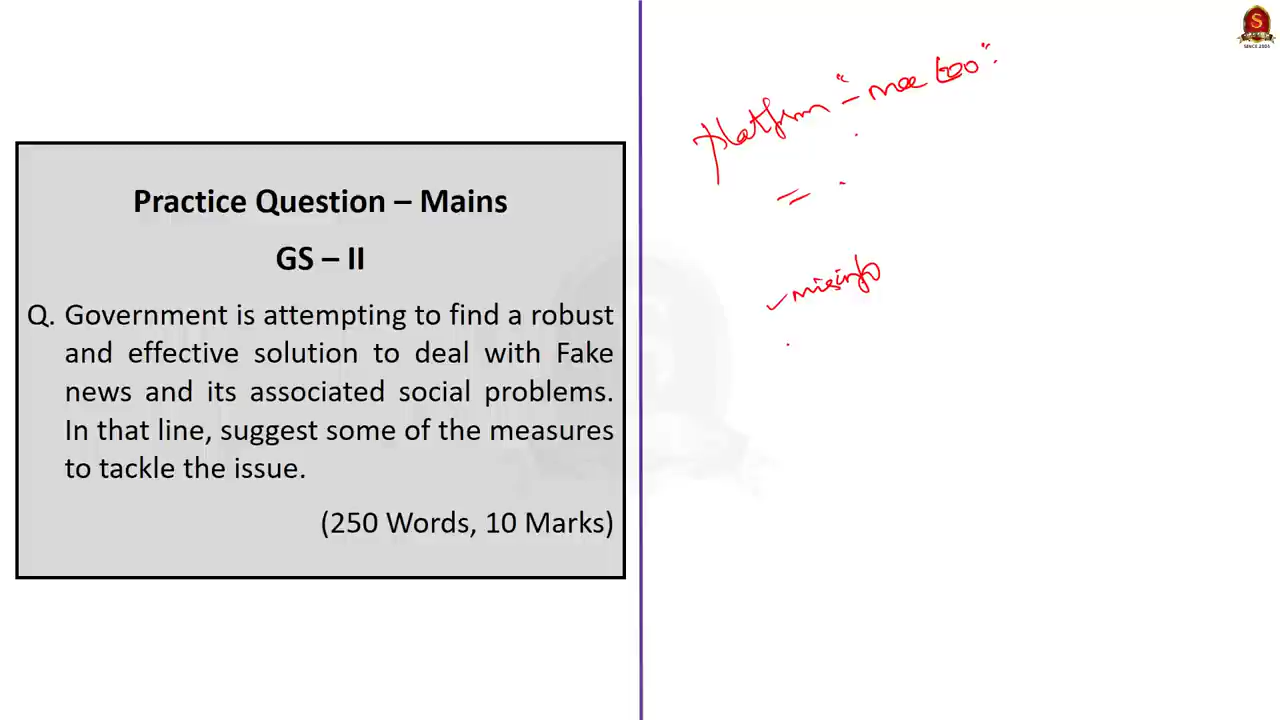 Practice Question – Mains
GS – II
Q. Government is attempting to find a robust
and effective solution to deal with Fake
news and its associated social problems.
In that line, suggest some of the measures
to tackle the issue.
(250 Words, 10 Marks)
S
SINCE 2004
Platform – "mee too".
misinfo